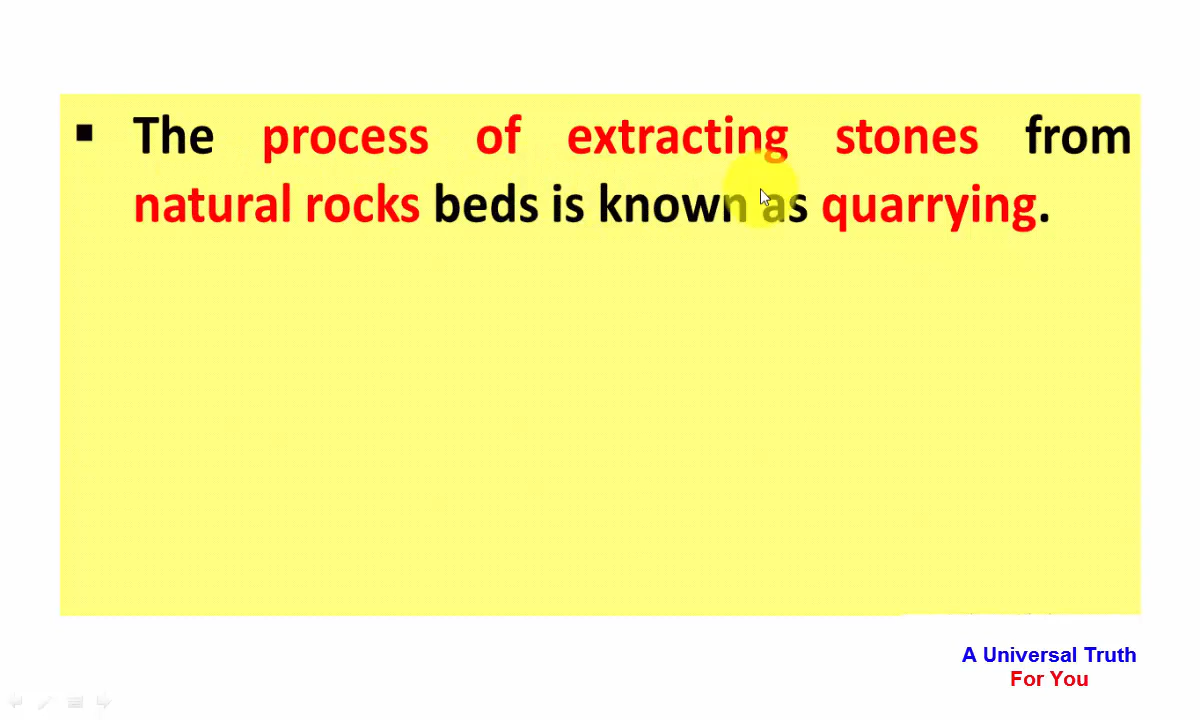 ▪ The process of extracting stones from
natural rocks beds is known as quarrying.
A Universal Truth
For You